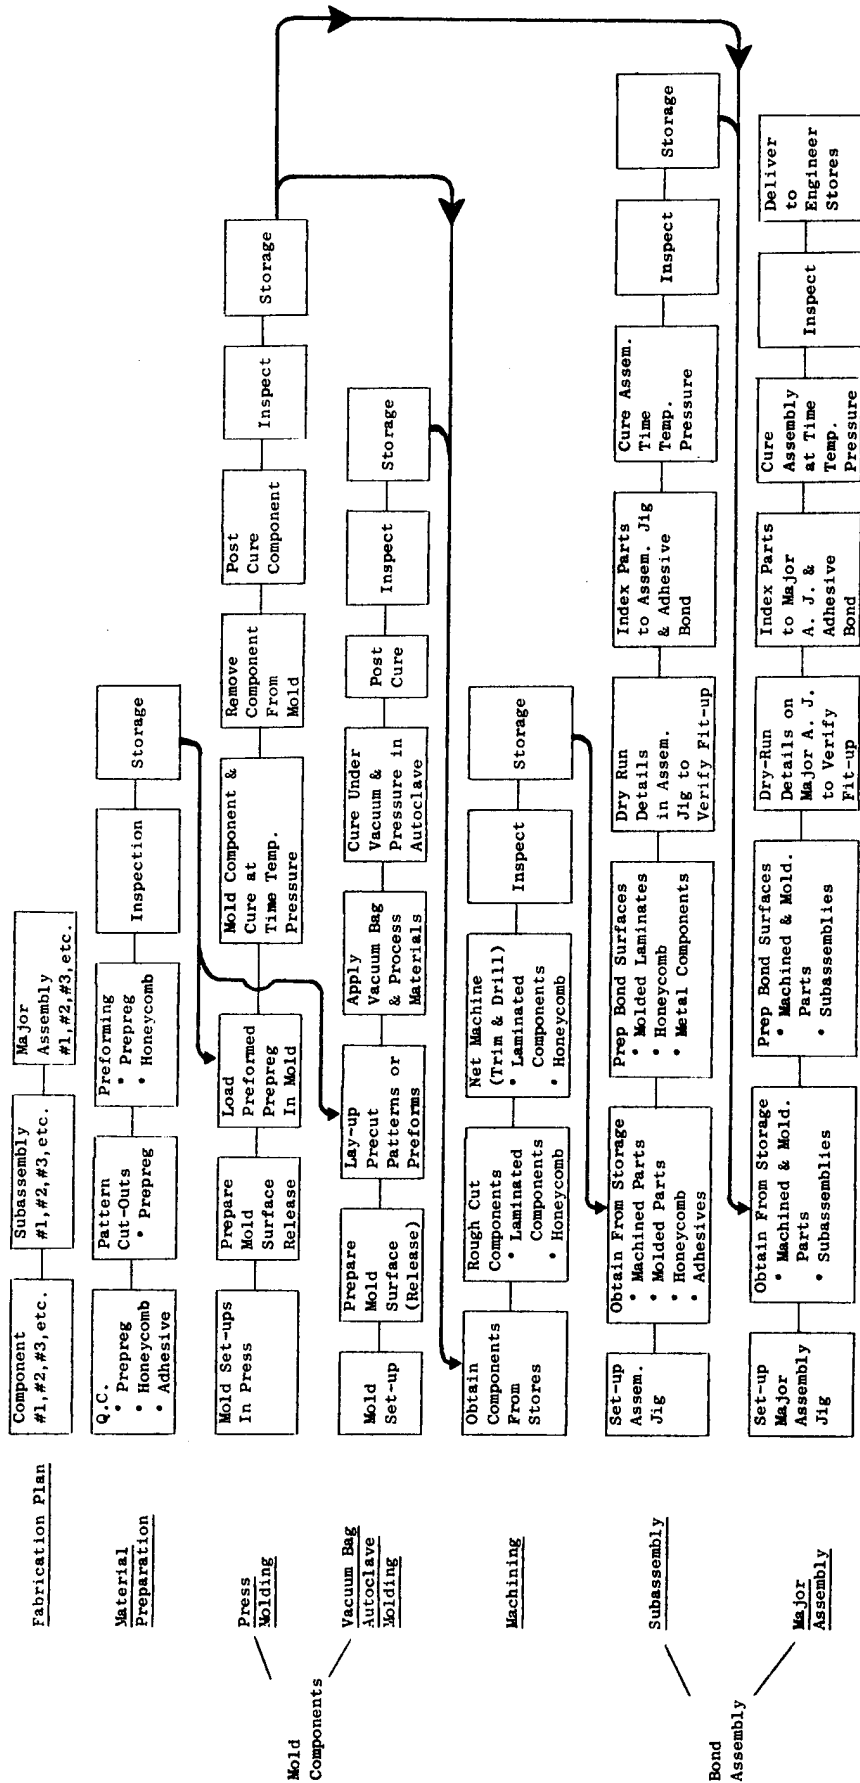 Fabrication Plan
Component
#1,#2,#3,etc.
Subassembly
#1,#2,#3,etc.
Major
Assembly
#1,#2,#3,etc.
Material
Preparation
Q.C.
• Prepreg
• Honeycomb
• Adhesive
Pattern
Cut-Outs
• Prepreg
Preforming
• Prepreg
• Honeycomb
Inspection
Storage
Mold
Components
Press
Molding
Mold Set-ups
In Press
Prepare
Mold
Surface
Release
Load
Preformed
Prepreg
In Mold
Mold Component &
Cure at
Time Temp.
Pressure
Remove
Component
From
Mold
Post
Cure
Component
Inspect
Storage
Vacuum Bag
Autoclave
Molding
Mold
Set-up
Prepare
Mold
Surface
(Release)
Lay-up
Precut
Patterns or
Preforms
Apply
Vacuum Bag
& Process
Materials
Cure Under
Vacuum &
Pressure in
Autoclave
Post
Cure
Inspect
Storage
Machining
Obtain
Components
From
Stores
Rough Cut
Components
• Laminated
Components
• Honeycomb
Net Machine
(Trim & Drill)
• Laminated
Components
• Honeycomb
Inspect
Storage
Bond
Assembly
Subassembly
Set-up
Assem.
Jig
Obtain From Storage
• Machined Parts
• Molded Parts
• Honeycomb
• Adhesives
Prep Bond Surfaces
• Molded Laminates
• Honeycomb
• Metal Components
Dry Run
Details
in Assem.
Jig to
Verify Fit-up
Index Parts
to Assem. Jig
& Adhesive
Bond
Cure Assem.
Time
Temp.
Pressure
Inspect
Storage
Major
Assembly
Set-up
Major
Assembly
Jig
Obtain From Storage
• Machined & Mold.
Parts
• Subassemblies
Prep Bond Surfaces
• Machined & Mold.
Parts
• Subassemblies
Dry-Run
Details on
Major A. J.
to Verify
Fit-up
Index Parts
to Major
A. J. &
Adhesive
Bond
Cure
Assembly
at Time
Temp.
Pressure
Inspect
Deliver
to
Engineer
Stores